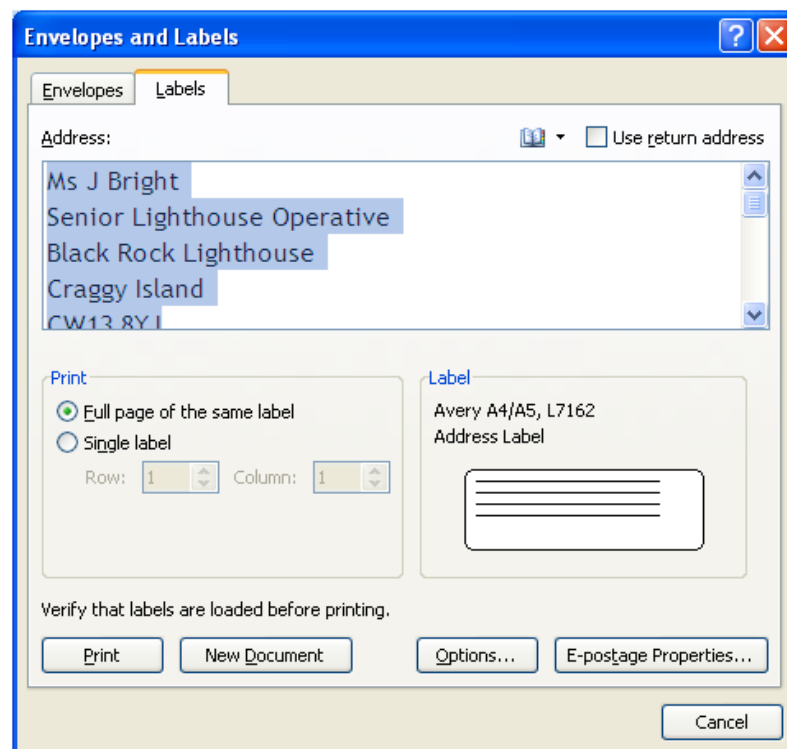 Envelopes and Labels
Envelopes Labels
Address: Use return address
Ms J Bright
Senior Lighthouse Operative
Black Rock Lighthouse
Craggy Island
CW13 8YJ
Print
Full page of the same label
Single label
Row: 1 Column: 1
Label
Avery A4/A5, L7162
Address Label
Verify that labels are loaded before printing.
Print New Document Options... E-postage Properties...
Cancel